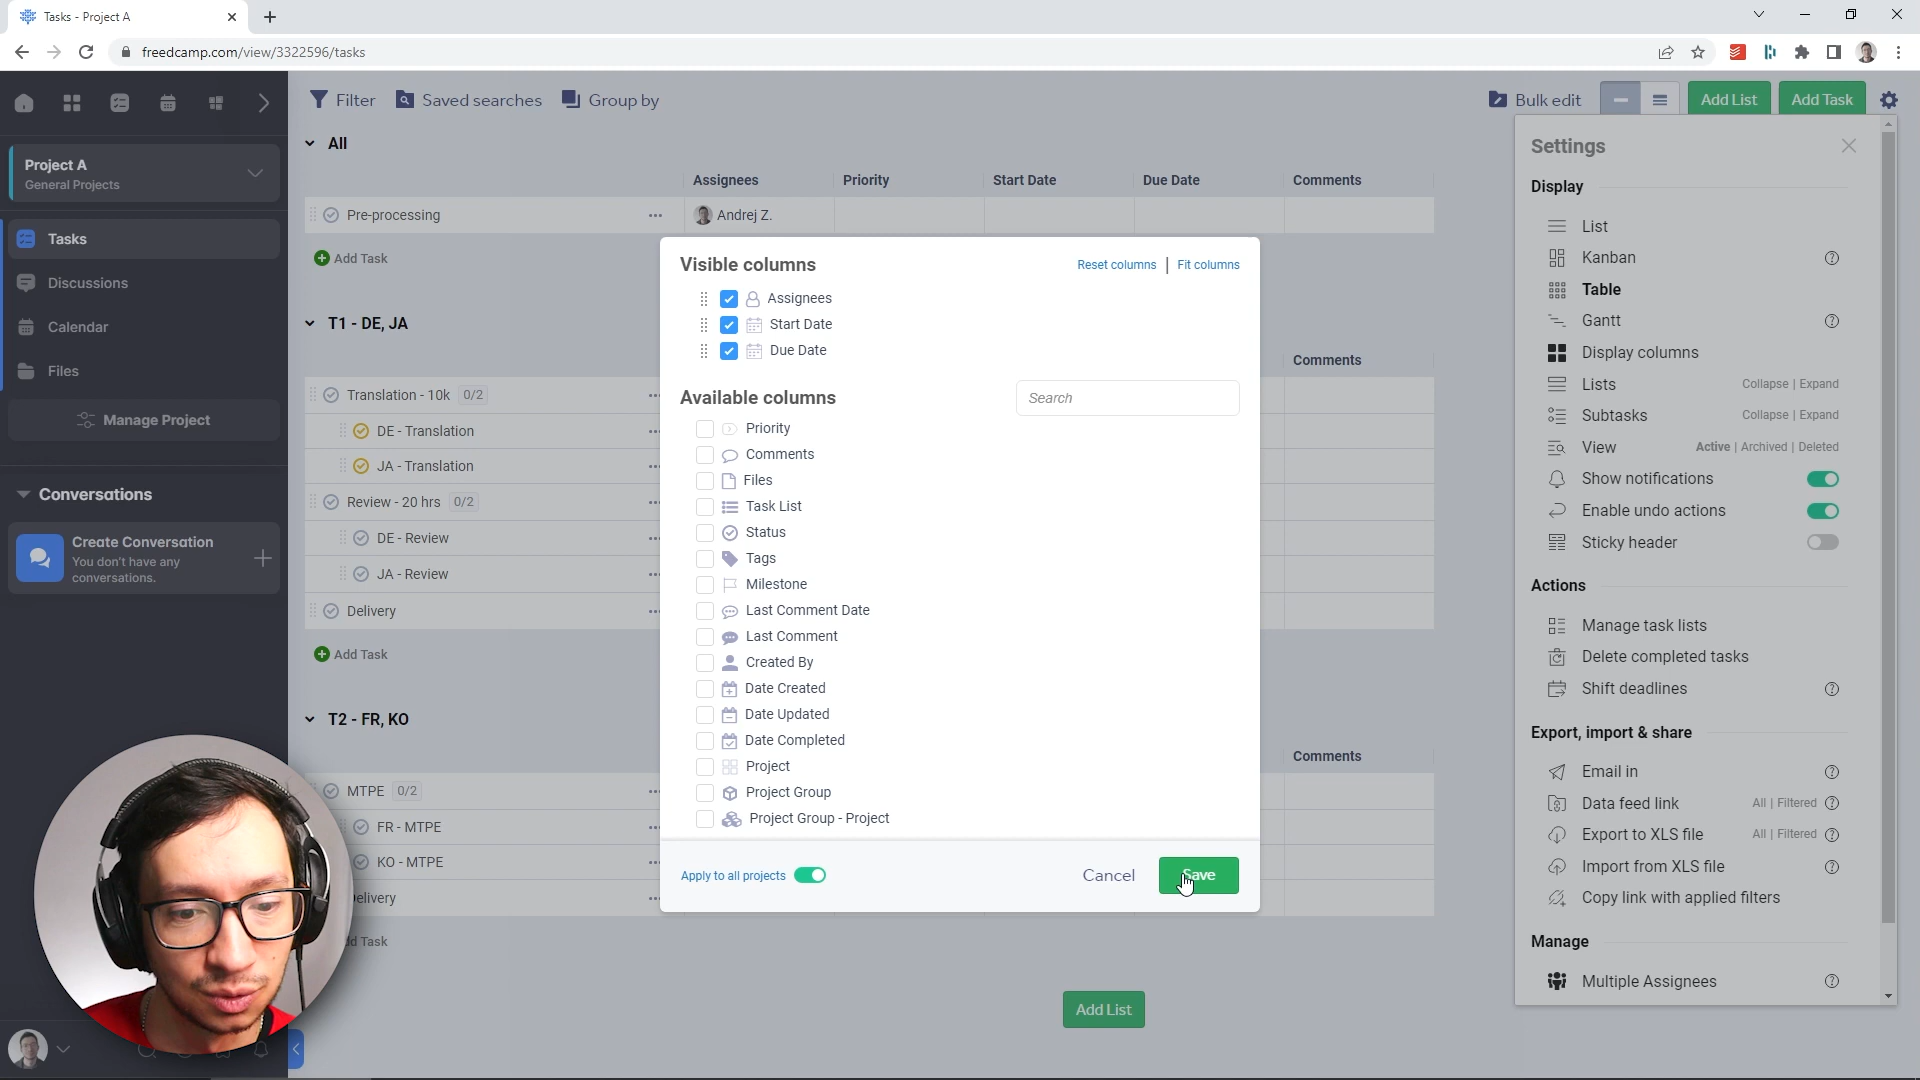 Tasks - Project A
freedcamp.com/view/3322596/tasks
Filter
Saved searches
Group by
Bulk edit
Add List
Add Task
Project A
General Projects
Tasks
Discussions
Calendar
Files
Manage Project
Conversations
Create Conversation
You don't have any
conversations.
All
Assignees
Priority
Start Date
Due Date
Comments
Pre-processing
Andrej Z.
Add Task
T1 - DE, JA
Comments
Translation - 10k 0/2
DE - Translation
JA - Translation
Review - 20 hrs 0/2
DE - Review
JA - Review
Delivery
Add Task
T2 - FR, KO
Comments
MTPE 0/2
FR - MTPE
KO - MTPE
elivery
dd Task
Add List
Visible columns
Reset columns | Fit columns
Assignees
Start Date
Due Date
Available columns
Search
Priority
Comments
Files
Task List
Status
Tags
Milestone
Last Comment Date
Last Comment
Created By
Date Created
Date Updated
Date Completed
Project
Project Group
Project Group - Project
Apply to all projects
Cancel
Save
Settings
Display
List
Kanban
Table
Gantt
Display columns
Lists Collapse | Expand
Subtasks Collapse | Expand
View Active | Archived | Deleted
Show notifications
Enable undo actions
Sticky header
Actions
Manage task lists
Delete completed tasks
Shift deadlines
Export, import & share
Email in
Data feed link All | Filtered
Export to XLS file All | Filtered
Import from XLS file
Copy link with applied filters
Manage
Multiple Assignees